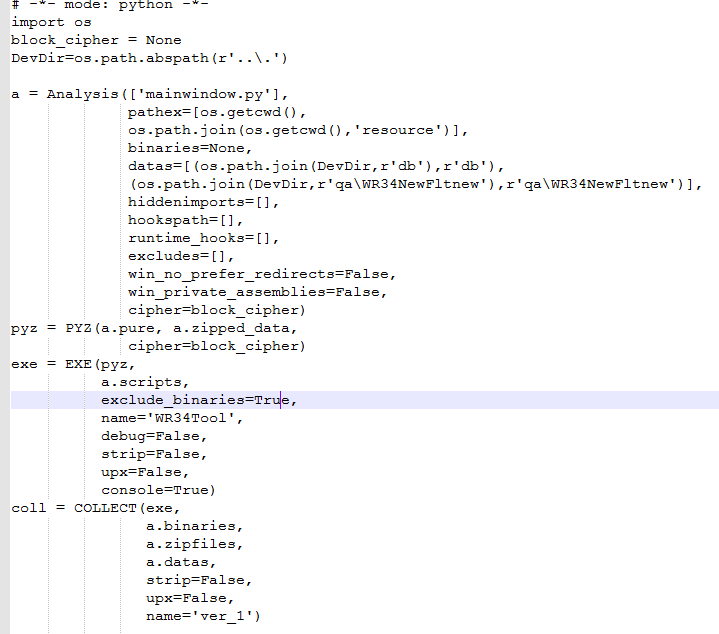 # -*- mode: python -*-
import os
block_cipher = None
DevDir=os.path.abspath(r'..\.')
a = Analysis(['mainwindow.py'],
pathex=[os.getcwd(),
os.path.join(os.getcwd(),'resource')],
binaries=None,
datas=[(os.path.join(DevDir,r'db'),r'db'),
(os.path.join(DevDir,r'qa\WR34NewFltnew'),r'qa\WR34NewFltnew')],
hiddenimports=[],
hookspath=[],
runtime_hooks=[],
excludes=[],
win_no_prefer_redirects=False,
win_private_assemblies=False,
cipher=block_cipher)
pyz = PYZ(a.pure, a.zipped_data,
cipher=block_cipher)
exe = EXE(pyz,
a.scripts,
exclude_binaries=True,
name='WR34Tool',
debug=False,
strip=False,
upx=False,
console=True)
coll = COLLECT(exe,
a.binaries,
a.zipfiles,
a.datas,
strip=False,
upx=False,
name='ver_1')